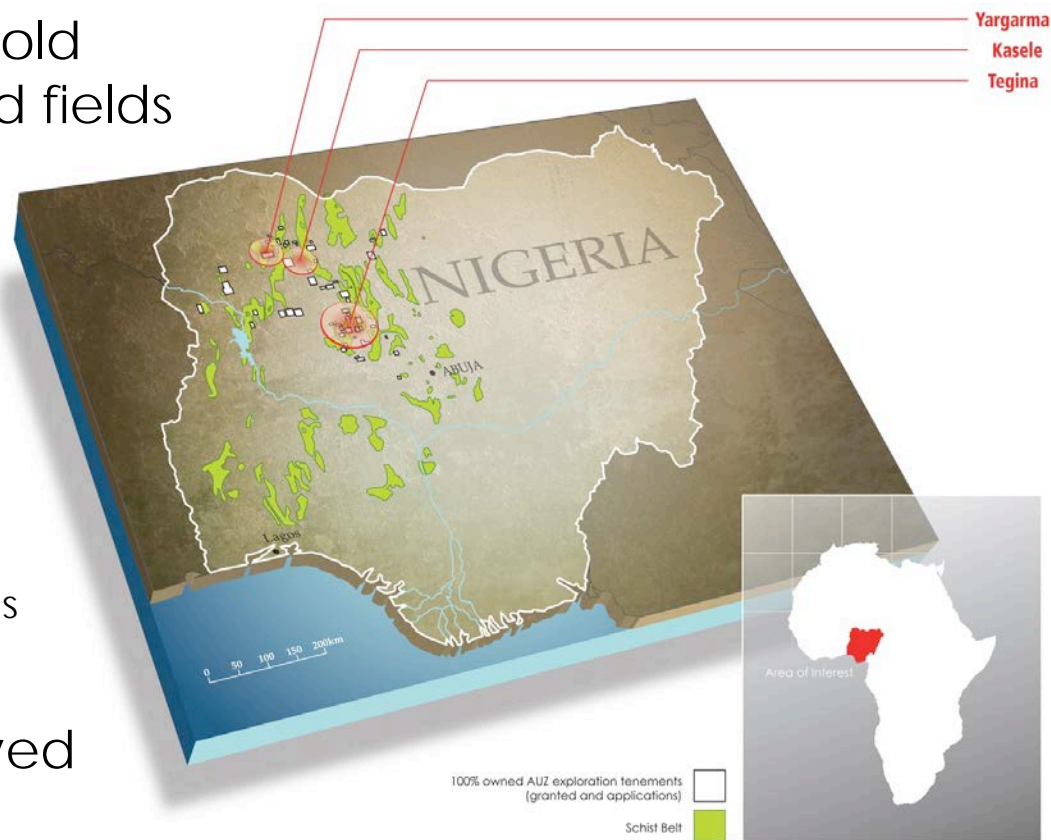 old
d fields
s
ved
Yargarma
Kasele
Tegina
NIGERIA
ABUJA
Lagos
0 50 100 150 200km
Area of Interest
100% owned AUZ exploration tenements
(granted and applications)
Schist Belt